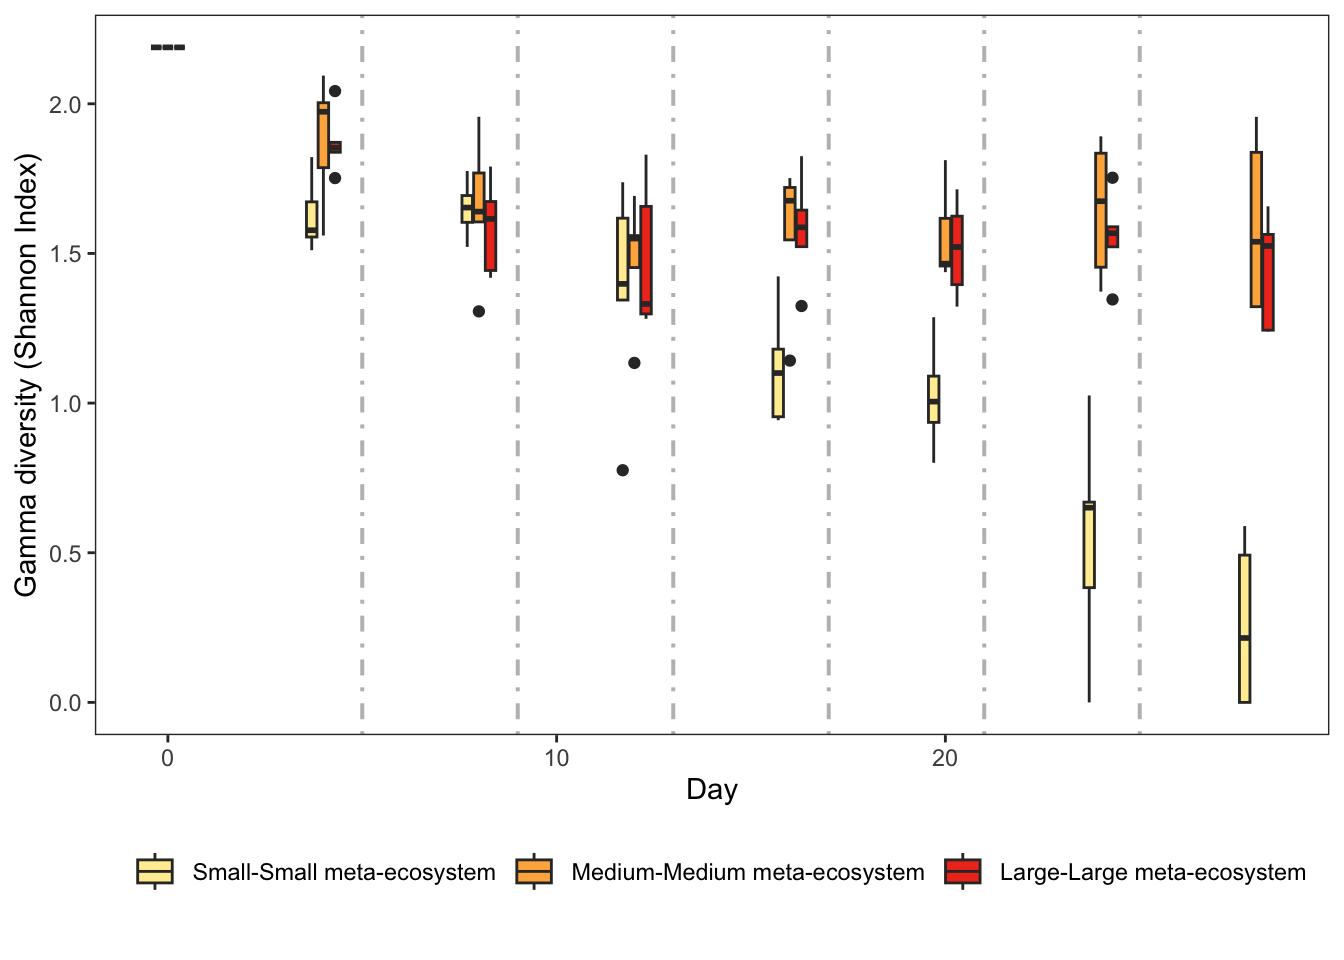 Gamma diversity (Shannon Index)
2.0
1.5
1.0
0.5
0.0
0 10 20
Day
Small-Small meta-ecosystem Medium-Medium meta-ecosystem Large-Large meta-ecosystem